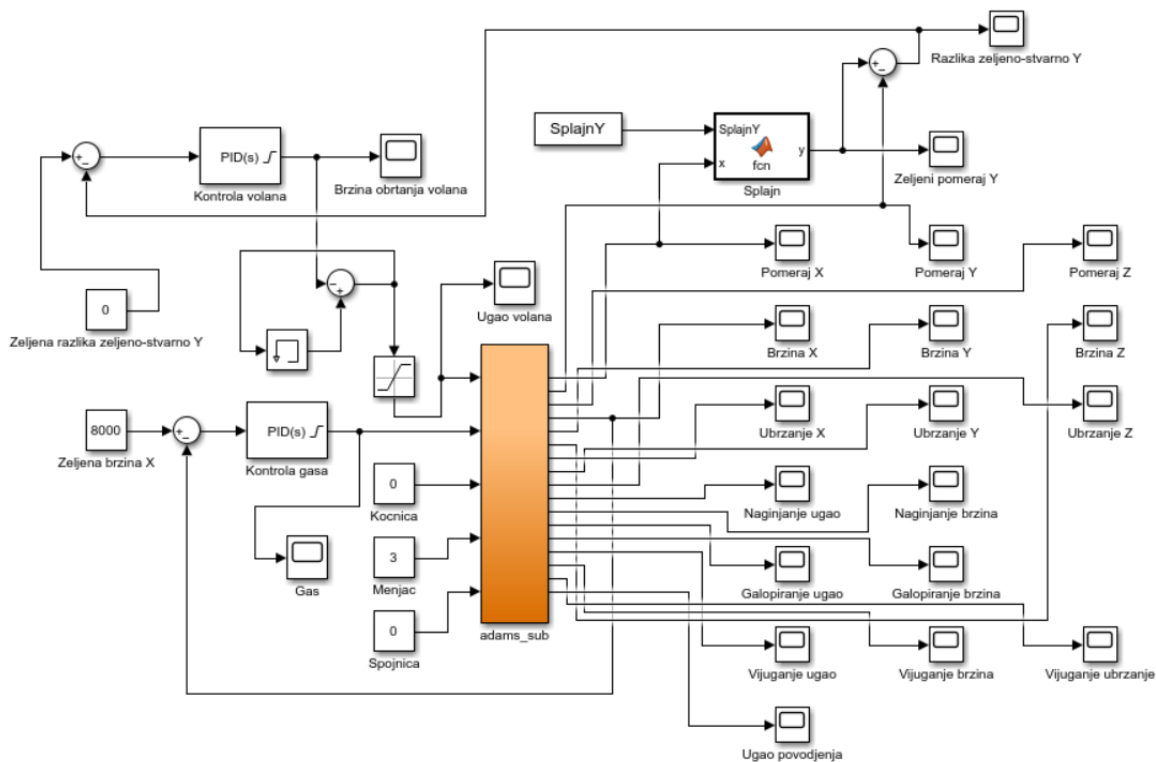 Razlika zeljeno-stvarno Y
SplajnY
SplajnY
x
fcn
y
Splajn
PID(s)
Kontrola volana
Brzina obrtanja volana
Zeljeni pomeraj Y
Pomeraj X
Pomeraj Y
Pomeraj Z
0
Zeljena razlika zeljeno-stvarno Y
Ugao volana
Brzina X
Brzina Y
Brzina Z
8000
Zeljena brzina X
PID(s)
Kontrola gasa
Ubrzanje X
Ubrzanje Y
Ubrzanje Z
0
Kocnica
Naginjanje ugao
Naginjanje brzina
Gas
3
Menjac
Galopiranje ugao
Galopiranje brzina
0
Spojnica
adams_sub
Vijuganje ugao
Vijuganje brzina
Vijuganje ubrzanje
Ugao povodjenja